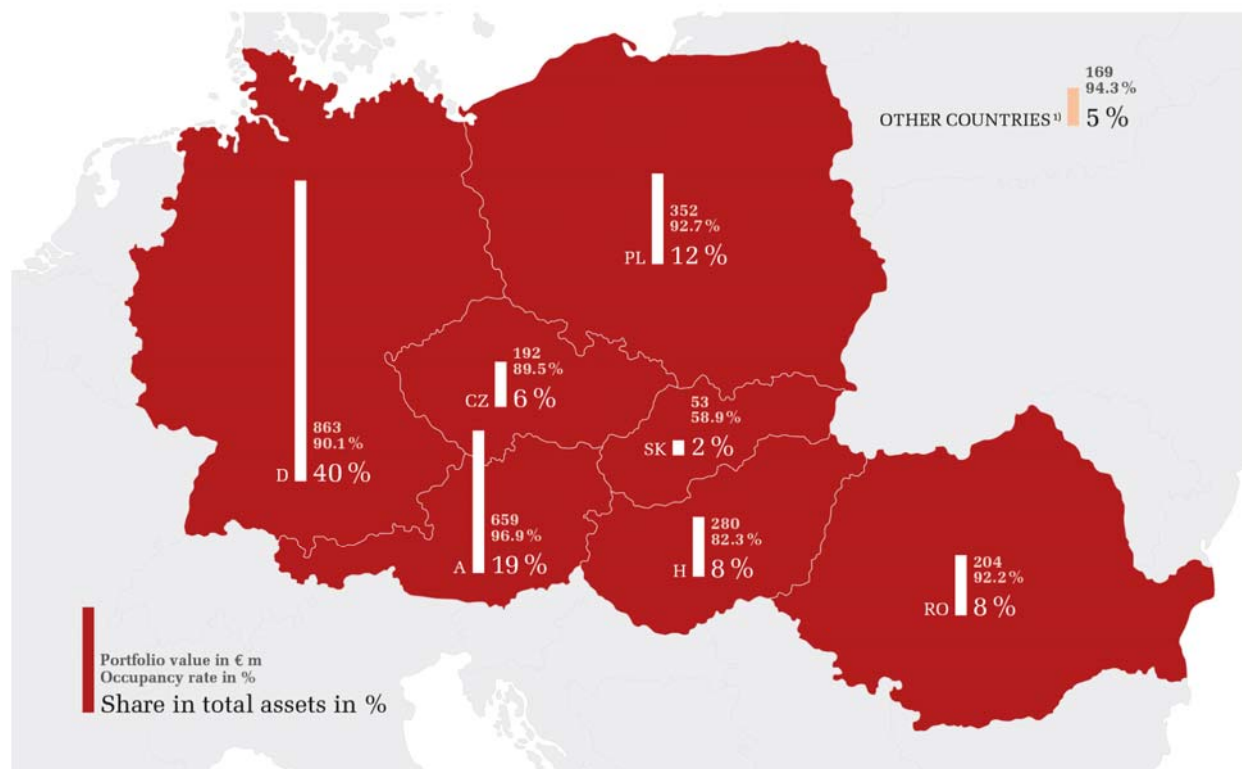 169
94.3 %
OTHER COUNTRIES 1) 5 %
352
92.7 %
PL 12 %
192
89.5 %
CZ 6 %
53
58.9 %
SK 2 %
863
90.1 %
D 40 %
659
96.9 %
A 19 %
280
82.3 %
H 8 %
204
92.2 %
RO 8 %
Portfolio value in € m
Occupancy rate in %
Share in total assets in %